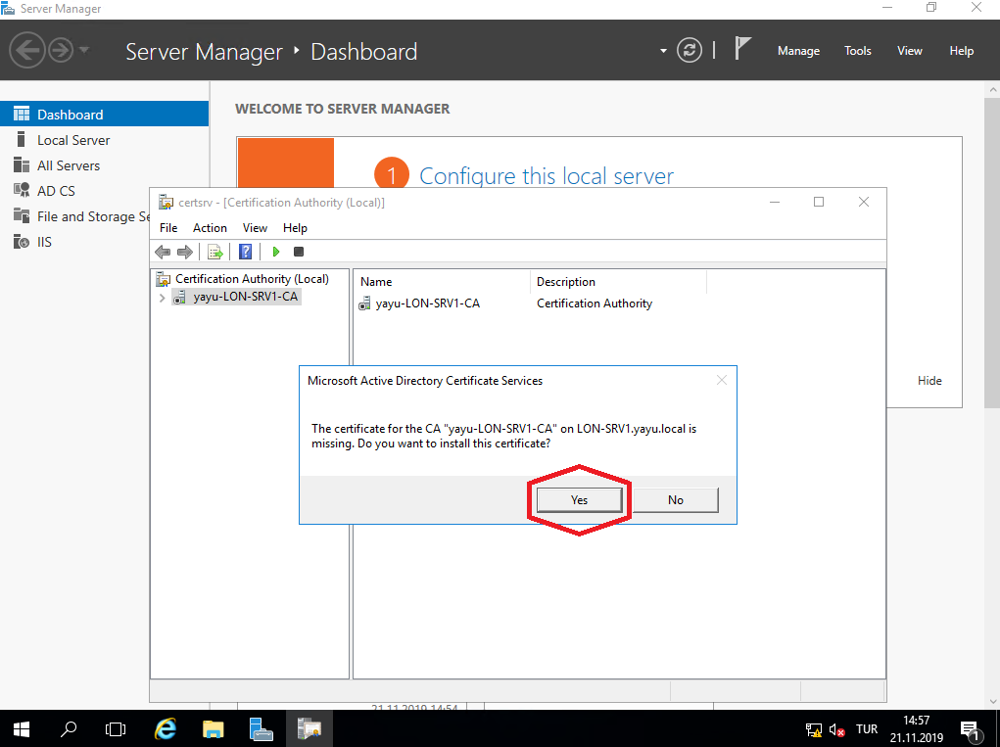 Server Manager
Server Manager ‣ Dashboard
Manage Tools View Help
Dashboard
Local Server
All Servers
AD CS
File and Storage Se
IIS
WELCOME TO SERVER MANAGER
1 Configure this local server
Hide
certsrv - [Certification Authority (Local)]
File Action View Help
Certification Authority (Local)
yayu-LON-SRV1-CA
Name Description
yayu-LON-SRV1-CA Certification Authority
Microsoft Active Directory Certificate Services
The certificate for the CA "yayu-LON-SRV1-CA" on LON-SRV1.yayu.local is
missing. Do you want to install this certificate?
Yes No
21.11.2019 14:54
TUR
14:57
21.11.2019
1